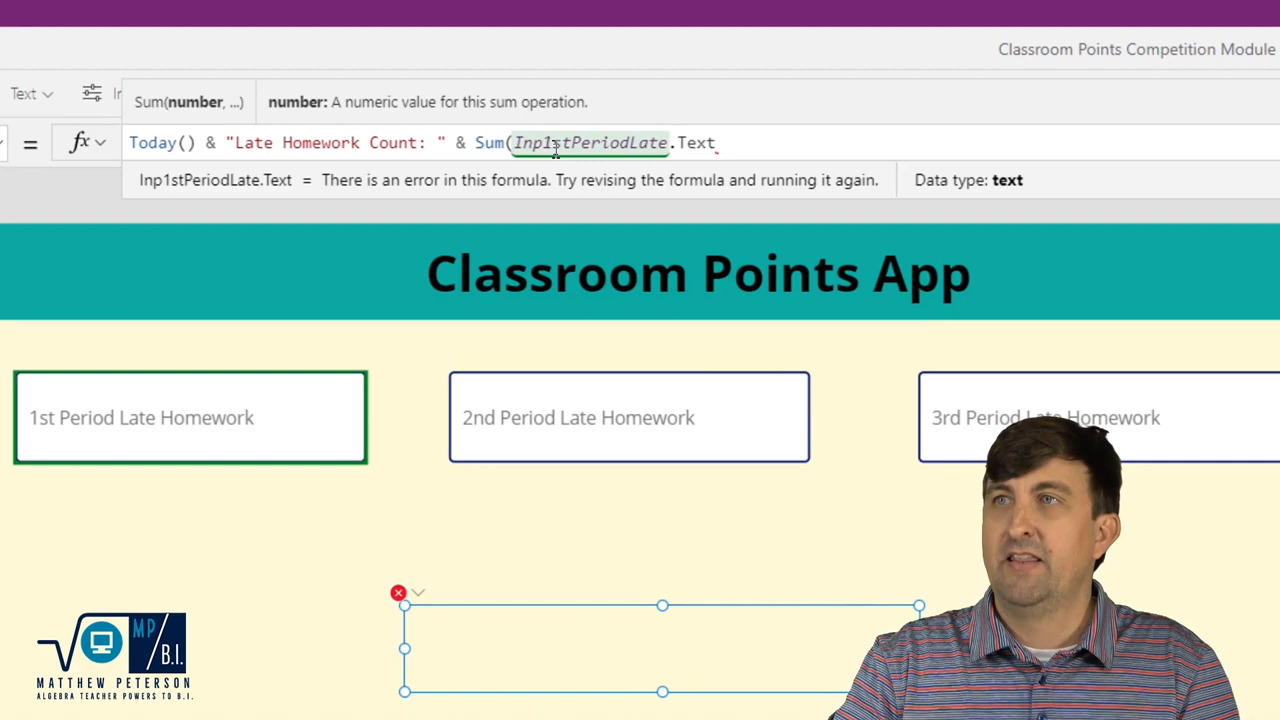 Classroom Points Competition Module
Text
Sum(number, ...) number: A numeric value for this sum operation.
= fx Today() & "Late Homework Count: " & Sum(Inp1stPeriodLate.Text
Inp1stPeriodLate.Text = There is an error in this formula. Try revising the formula and running it again. Data type: text
Classroom Points App
1st Period Late Homework
2nd Period Late Homework
3rd Period Late Homework
MP
B.I.
MATTHEW PETERSON
ALGEBRA TEACHER POWERS TO B.I.